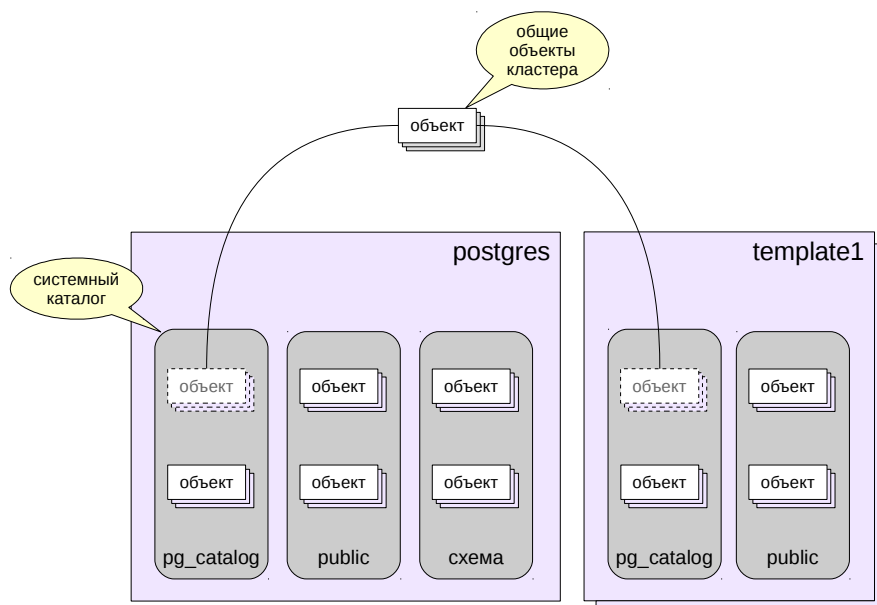 общие
объекты
кластера
объект
postgres
template1
системный
каталог
объект
объект
объект
объект
объект
объект
объект
объект
объект
объект
pg_catalog
public
схема
pg_catalog
public